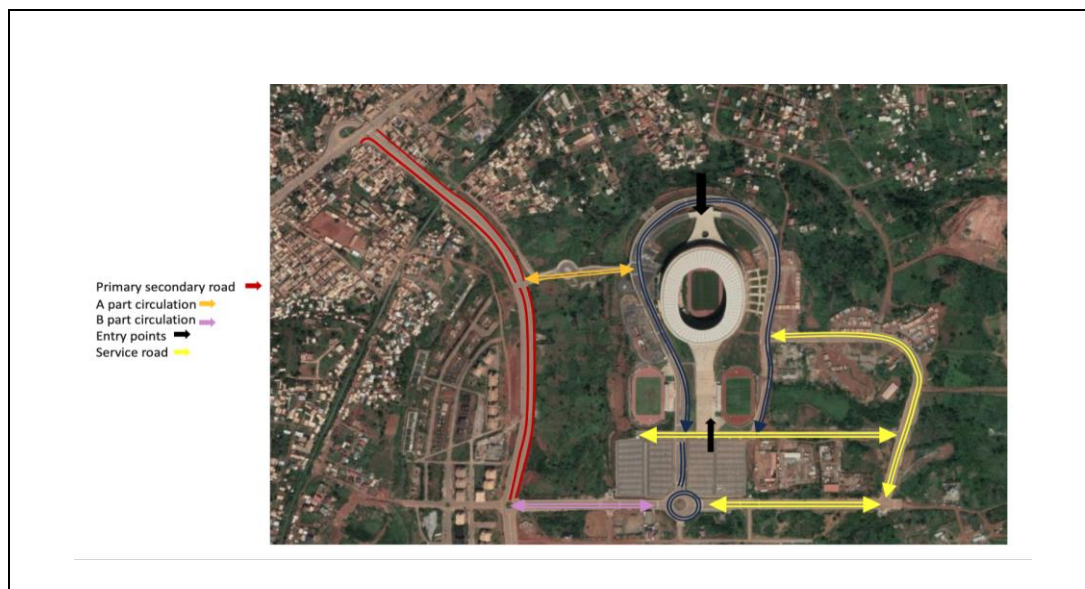 Primary secondary road
A part circulation
B part circulation
Entry points
Service road